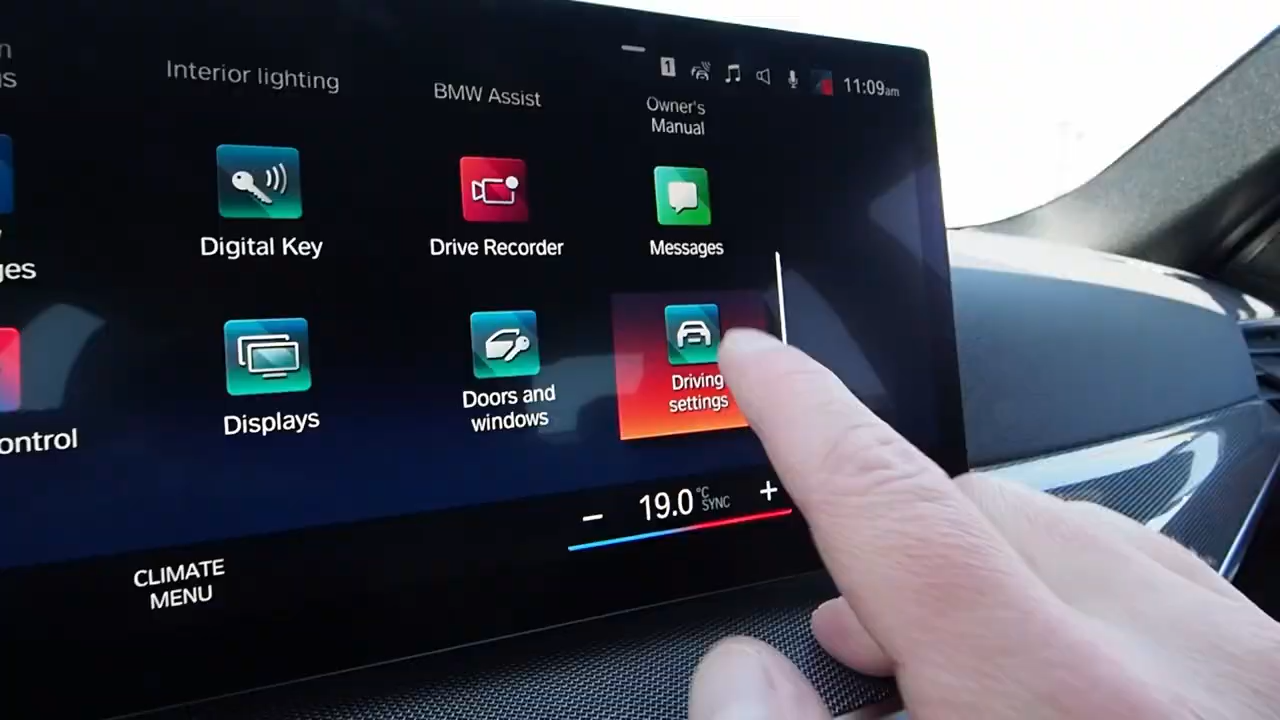 Interior lighting
BMW Assist
Owner's
Manual
1
11:09am
Digital Key
Drive Recorder
Messages
ges
Displays
Doors and
windows
Driving
settings
ontrol
19.0 °C
SYNC
CLIMATE
MENU